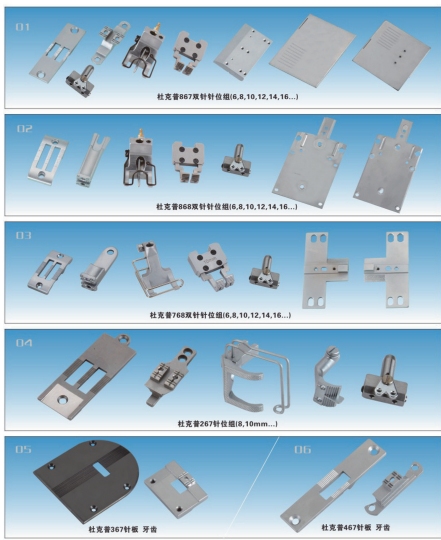 01
杜克普867双针针位组(6,8,10,12,14,16...)
02
杜克普868双针针位组(6,8,10,12,14,16...)
03
杜克普768双针针位组(6,8,10,12,14,16...)
04
杜克普267针位组(8,10mm...)
05
杜克普367针板 牙齿
06
杜克普467针板 牙齿